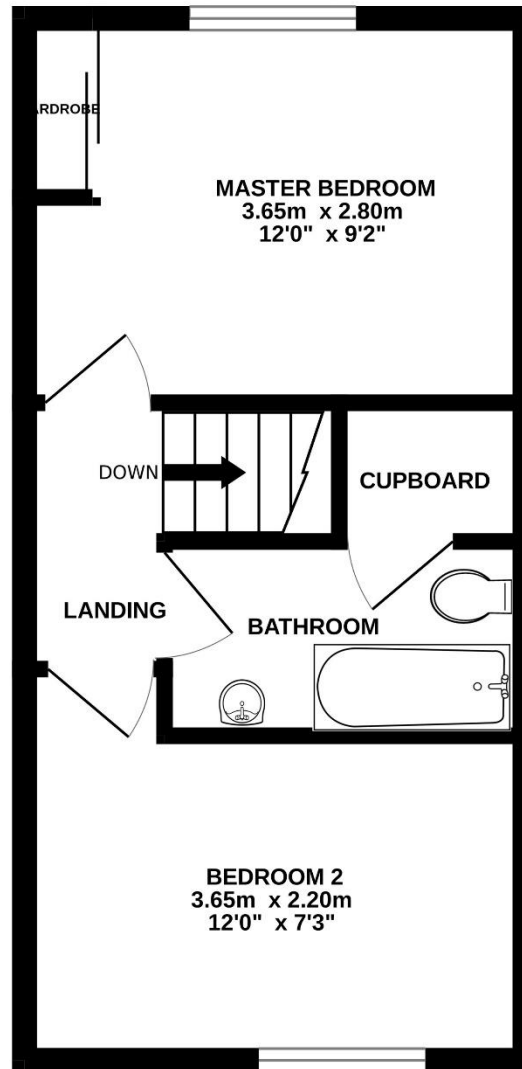 ARDROBE
MASTER BEDROOM
3.65m x 2.80m
12'0" x 9'2"
DOWN
CUPBOARD
LANDING
BATHROOM
BEDROOM 2
3.65m x 2.20m
12'0" x 7'3"